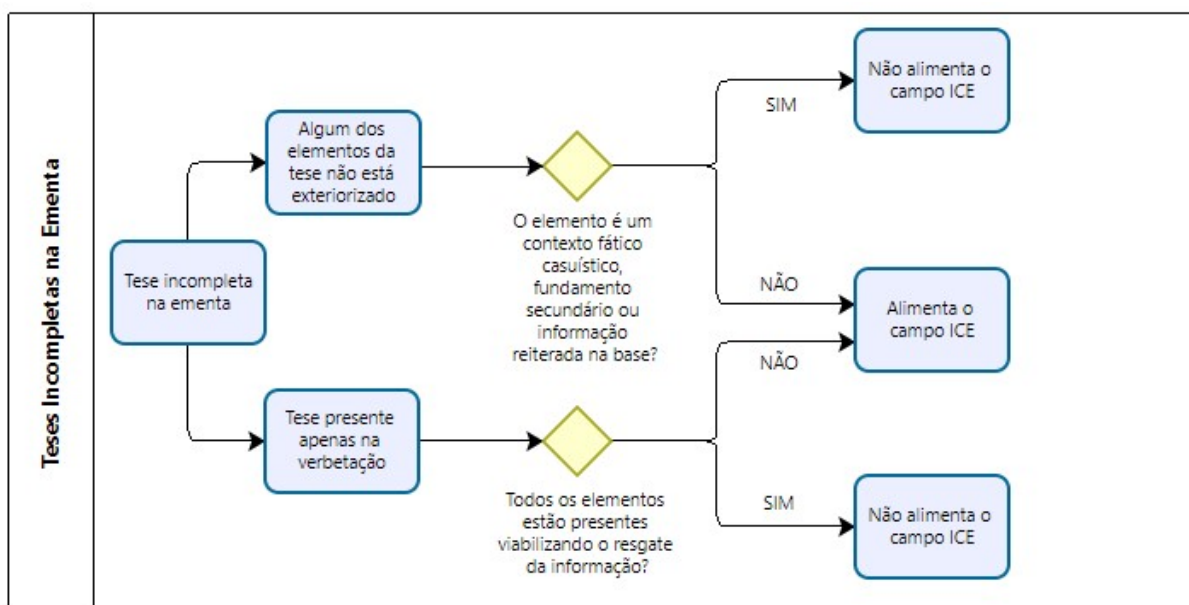 Teses Incompletas na Ementa
Tese incompleta
na ementa
Algum dos
elementos da
tese não está
exteriorizado
O elemento é um
contexto fático
casuístico,
fundamento
secundário ou
informação
reiterada na base?
SIM
Não alimenta o
campo ICE
NÃO
Alimenta o
campo ICE
NÃO
Tese presente
apenas na
verbetação
Todos os elementos
estão presentes
viabilizando o resgate
da informação?
SIM
Não alimenta o
campo ICE